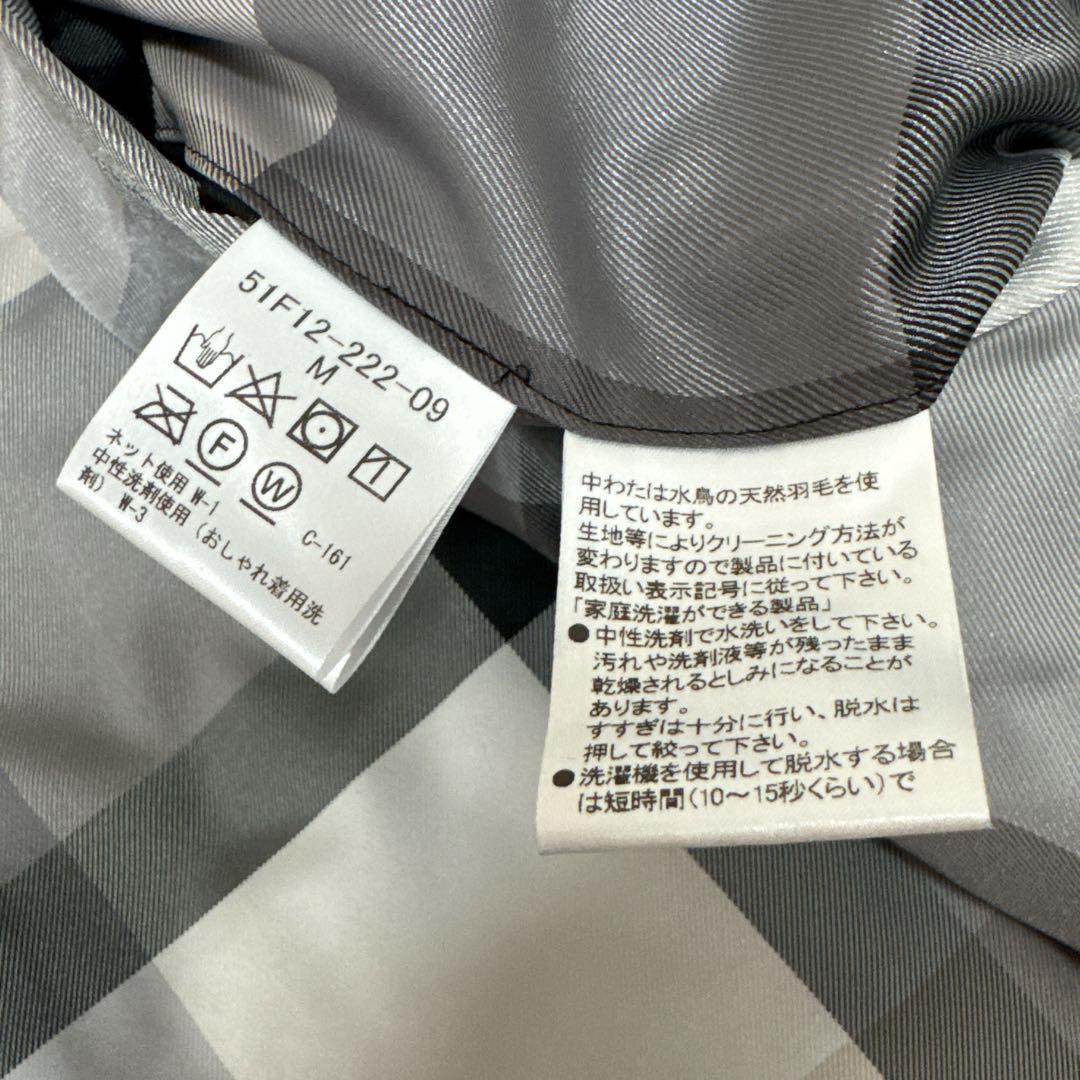 51F12-222-09
M
F
W
ネット使用 W-1
中性洗剤使用(おしゃれ着用洗
剤) W-3
C-161
中わたは水鳥の天然羽毛を使
用しています。
生地等によりクリーニング方法が
変わりますので製品に付いている
取扱い表示記号に従って下さい。
「家庭洗濯ができる製品」
●中性洗剤で水洗いをして下さい。
汚れや洗剤液等が残ったまま
乾燥されるとしみになることが
あります。
すすぎは十分に行い、脱水は
押して絞って下さい。
●洗濯機を使用して脱水する場合
は短時間(10～15秒くらい)で